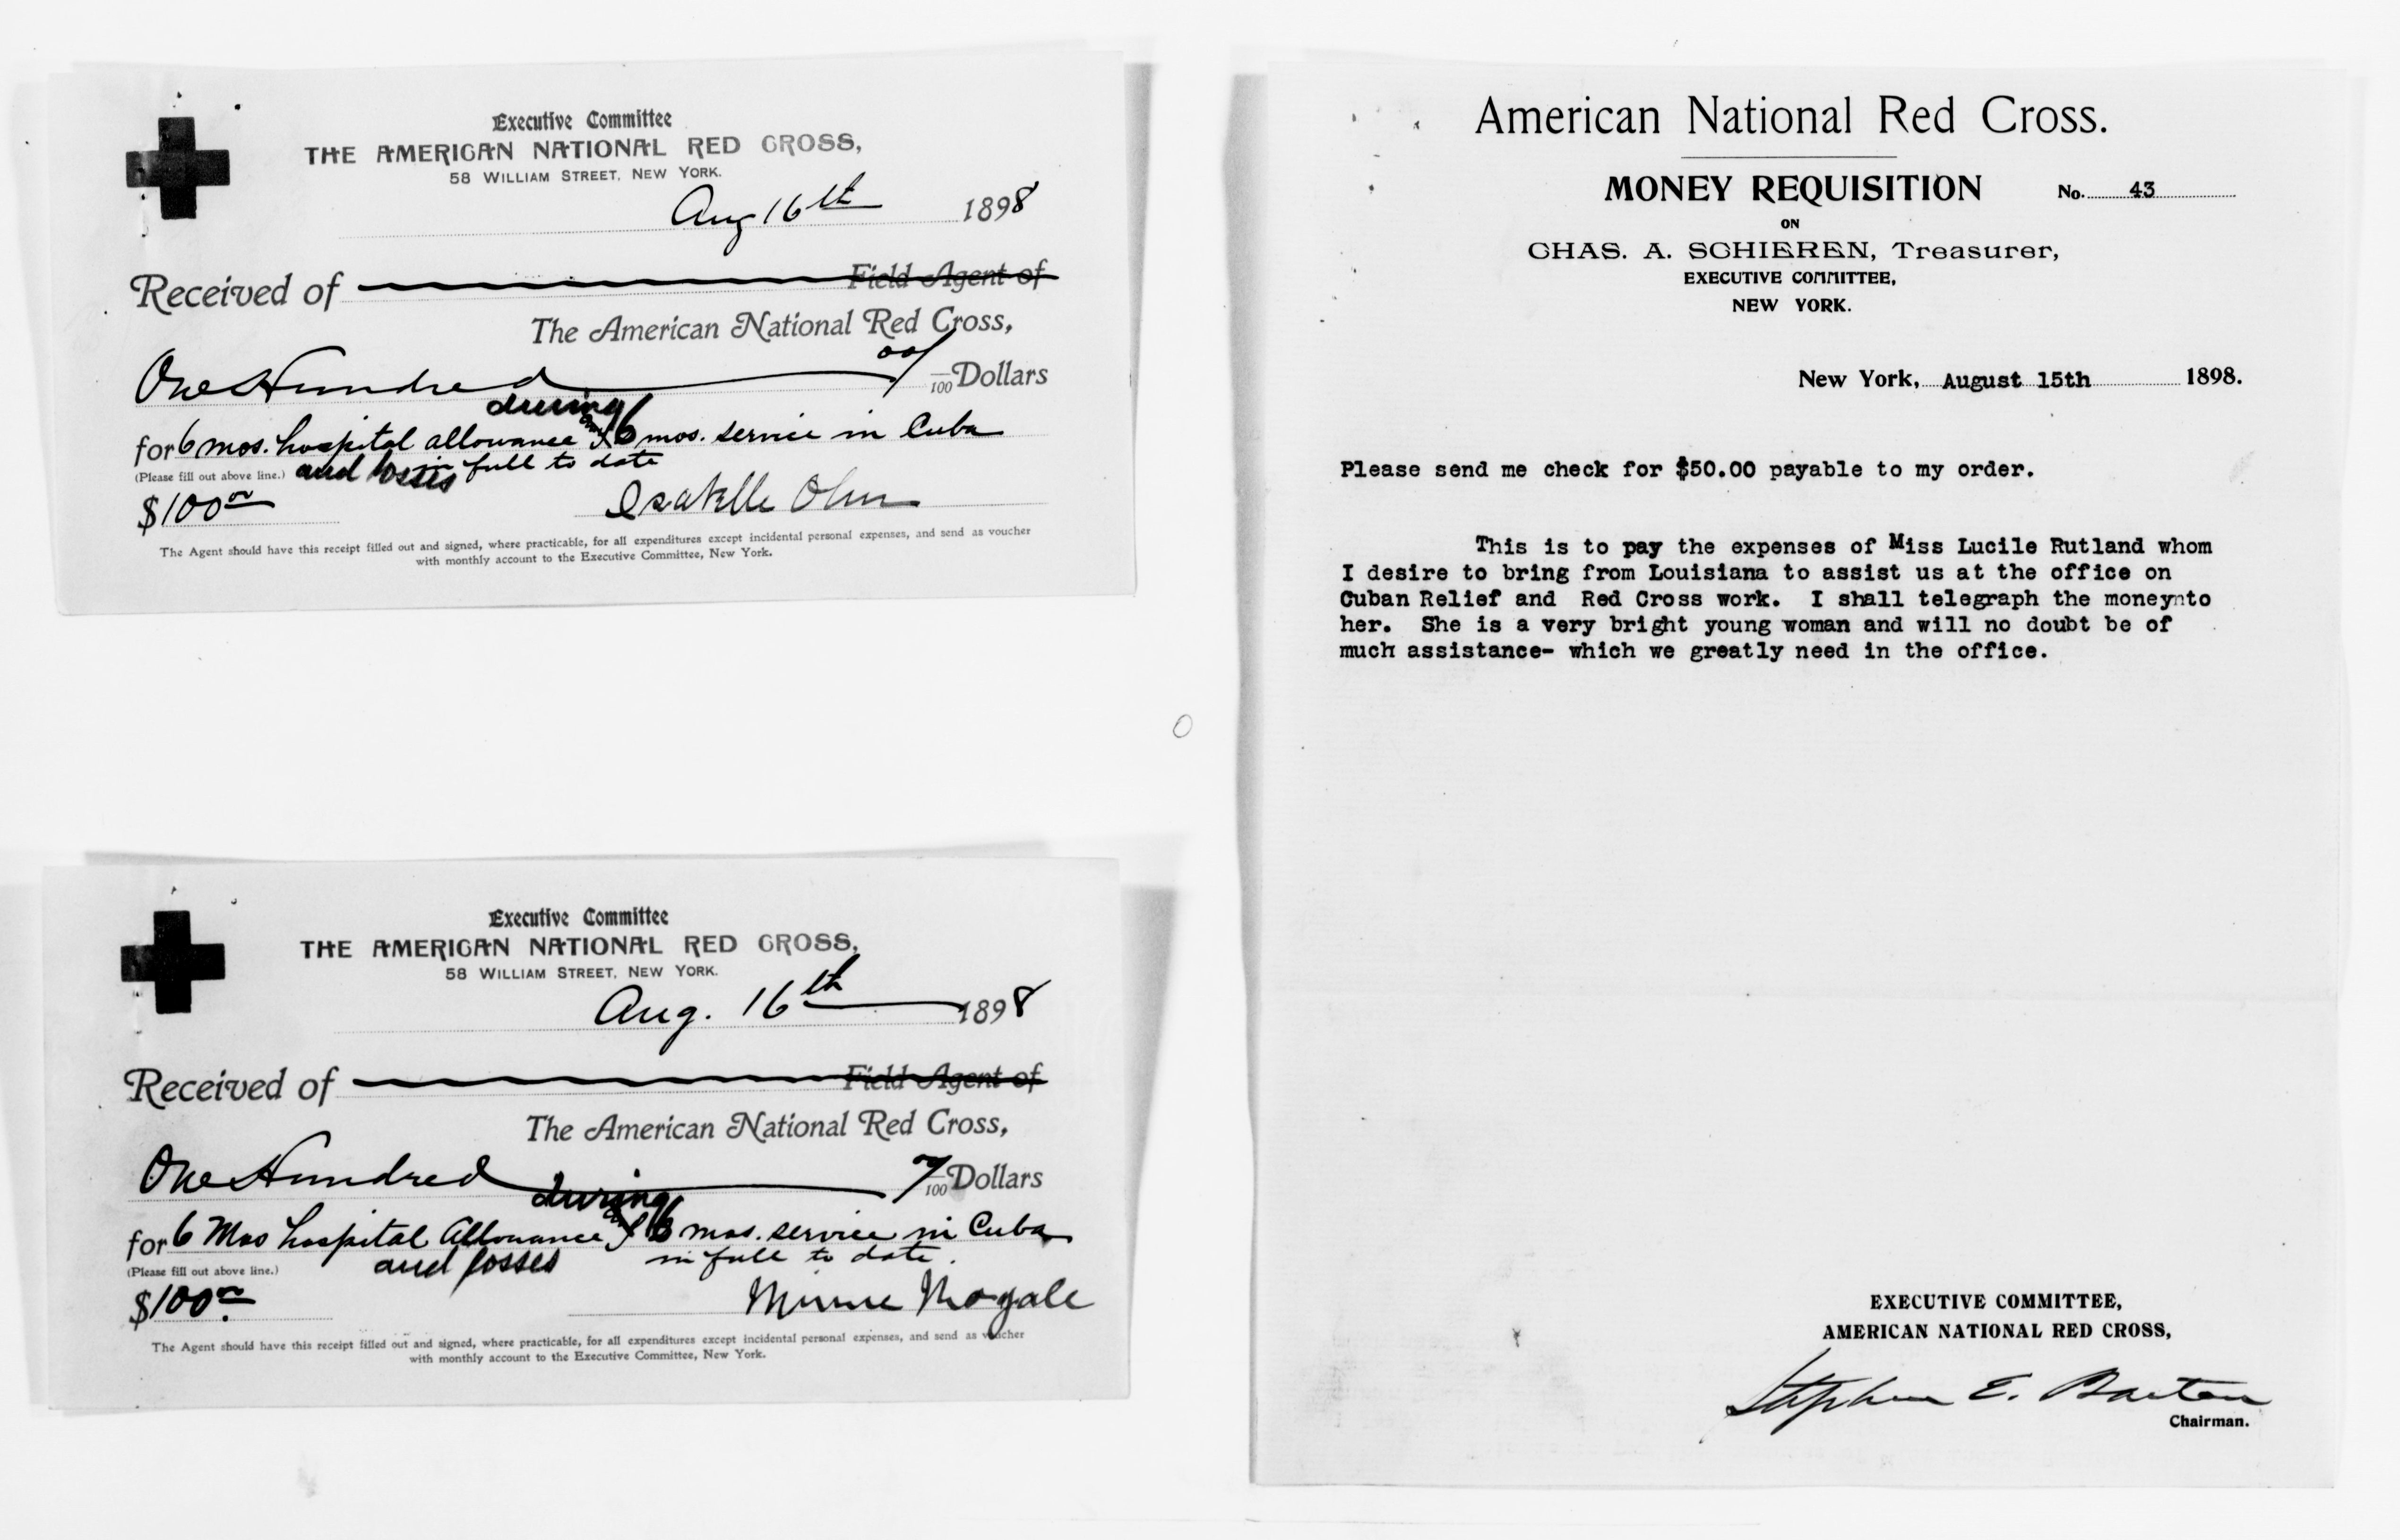 Executive Committee
THE AMERICAN NATIONAL RED CROSS,
58 WILLIAM STREET, NEW YORK.
Aug 16th 1898
Received of Field Agent of
The American National Red Cross,
One Hundred 00/100 Dollars
during
for 6 mos. hospital allowance & 6 mos. service in Cuba
(Please fill out above line.) and losses in full to date
$100.00 Isabelle Olm
The Agent should have this receipt filled out and signed, where practicable, for all expenditures except incidental personal expenses, and send as voucher
with monthly account to the Executive Committee, New York.
Executive Committee
THE AMERICAN NATIONAL RED CROSS,
58 WILLIAM STREET, NEW YORK.
Aug. 16th 1898
Received of Field Agent of
The American National Red Cross,
One Hundred 00/100 Dollars
during
for 6 Mos hospital Allowance & 6 mos. service in Cuba
(Please fill out above line.) and losses in full to date.
$100.00 Minnie Rogale
The Agent should have this receipt filled out and signed, where practicable, for all expenditures except incidental personal expenses, and send as voucher
with monthly account to the Executive Committee, New York.
American National Red Cross.
MONEY REQUISITION No. 43
ON
CHAS. A. SCHIEREN, Treasurer,
EXECUTIVE COMMITTEE,
NEW YORK.
New York, August 15th 1898.
Please send me check for $50.00 payable to my order.
This is to pay the expenses of Miss Lucile Rutland whom
I desire to bring from Louisiana to assist us at the office on
Cuban Relief and Red Cross work. I shall telegraph the moneynto
her. She is a very bright young woman and will no doubt be of
much assistance- which we greatly need in the office.
EXECUTIVE COMMITTEE,
AMERICAN NATIONAL RED CROSS,
Stephen E. Barton
Chairman.